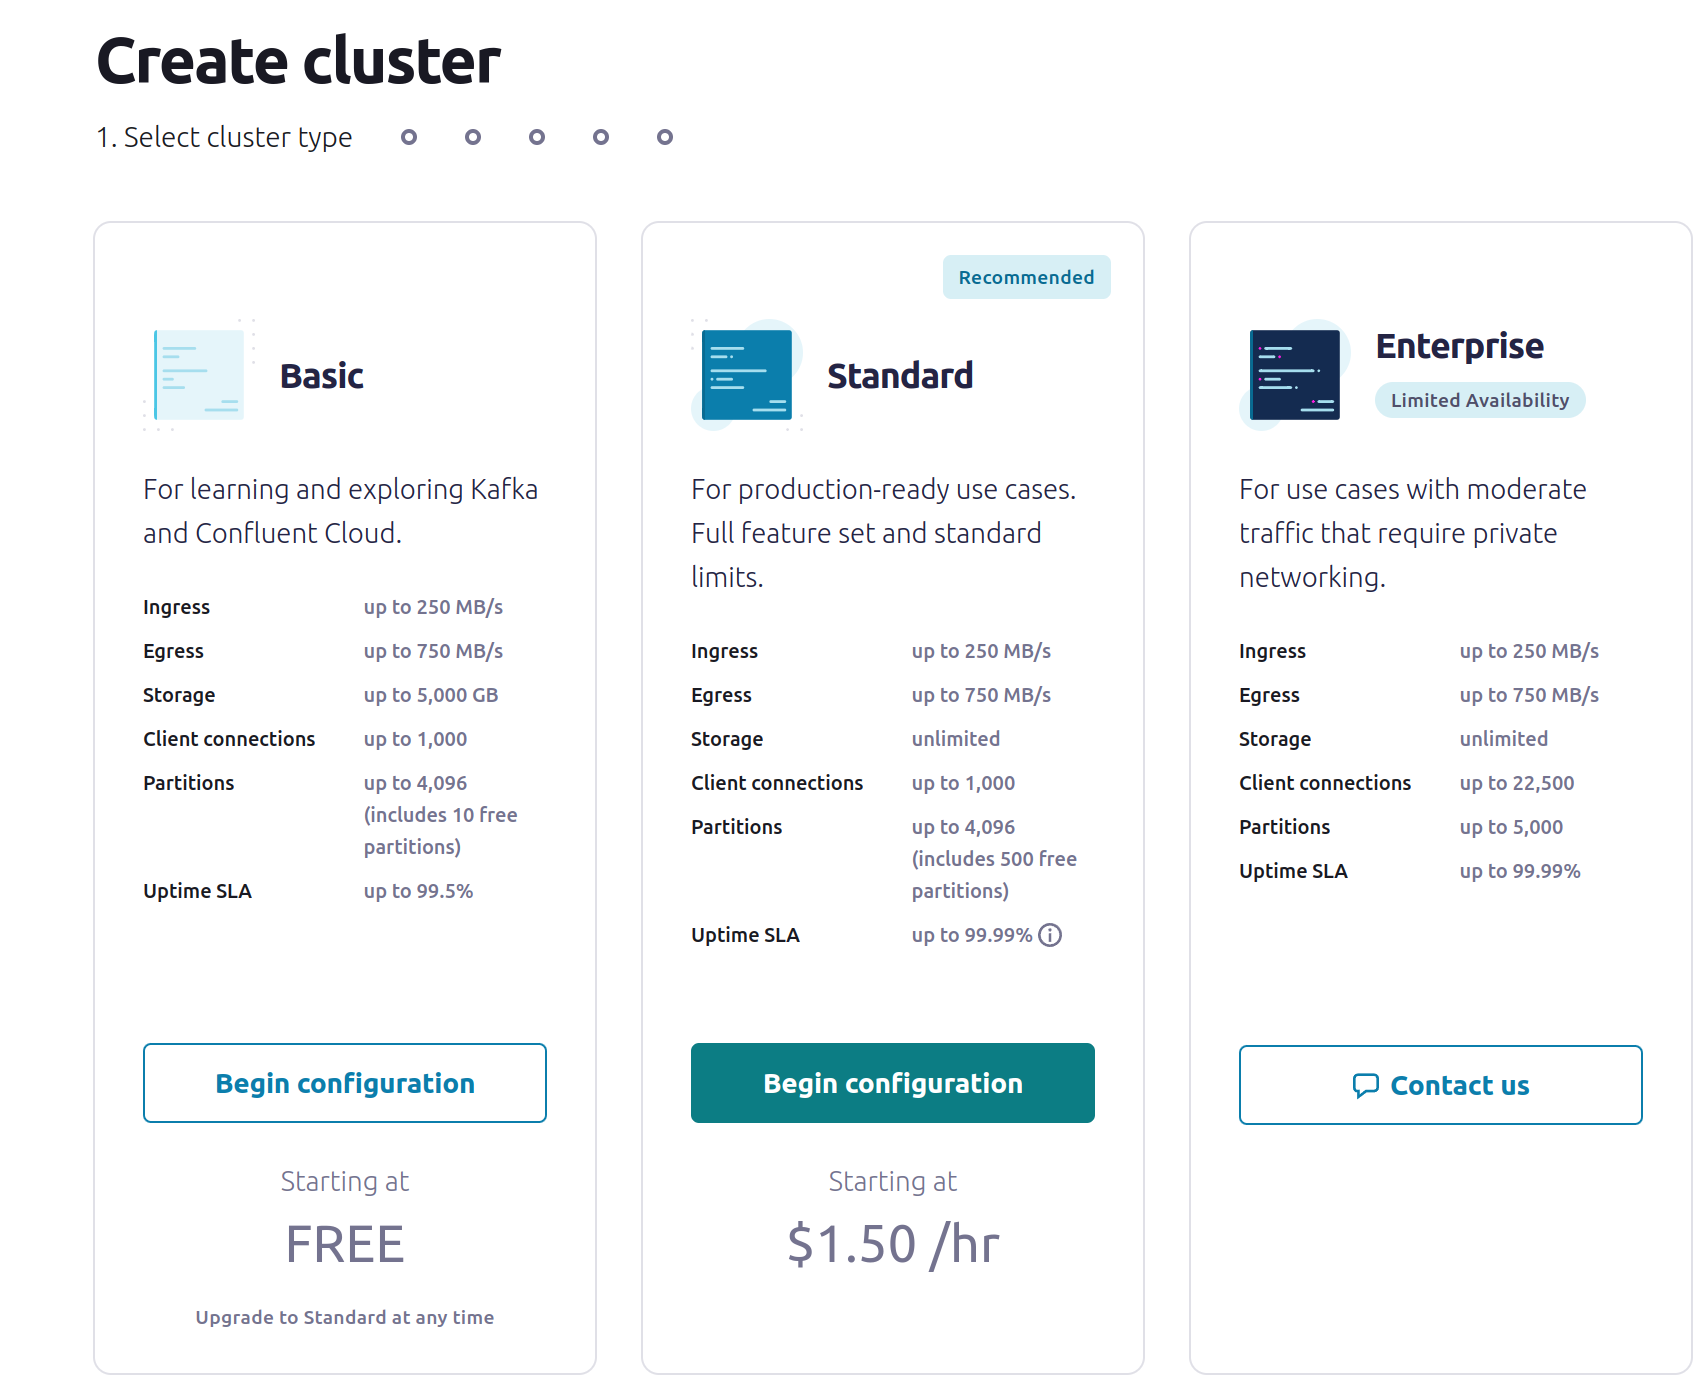 Create cluster
1. Select cluster type
Basic
For learning and exploring Kafka
and Confluent Cloud.
Ingress up to 250 MB/s
Egress up to 750 MB/s
Storage up to 5,000 GB
Client connections up to 1,000
Partitions up to 4,096
(includes 10 free
partitions)
Uptime SLA up to 99.5%
Begin configuration
Starting at
FREE
Upgrade to Standard at any time
Recommended
Standard
For production-ready use cases.
Full feature set and standard
limits.
Ingress up to 250 MB/s
Egress up to 750 MB/s
Storage unlimited
Client connections up to 1,000
Partitions up to 4,096
(includes 500 free
partitions)
Uptime SLA up to 99.99%
Begin configuration
Starting at
$1.50 /hr
Enterprise
Limited Availability
For use cases with moderate
traffic that require private
networking.
Ingress up to 250 MB/s
Egress up to 750 MB/s
Storage unlimited
Client connections up to 22,500
Partitions up to 5,000
Uptime SLA up to 99.99%
Contact us